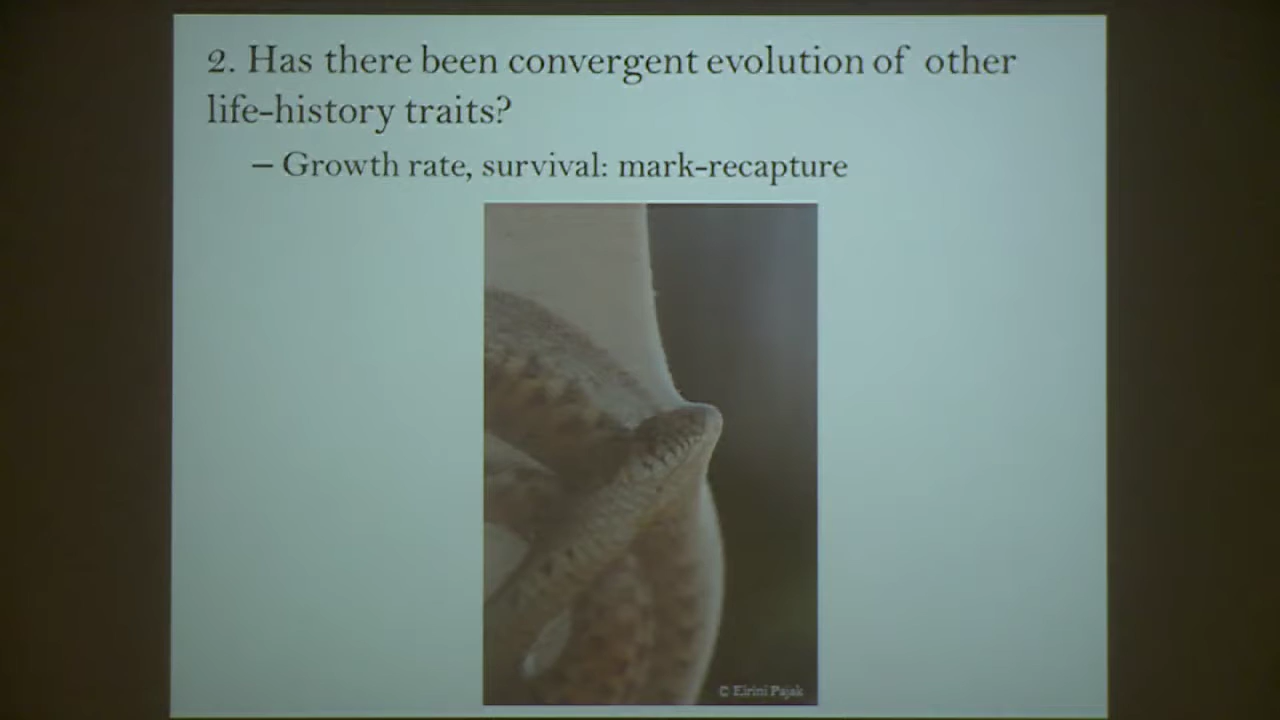 2. Has there been convergent evolution of other
life-history traits?
– Growth rate, survival: mark-recapture
© Eirini Pajak